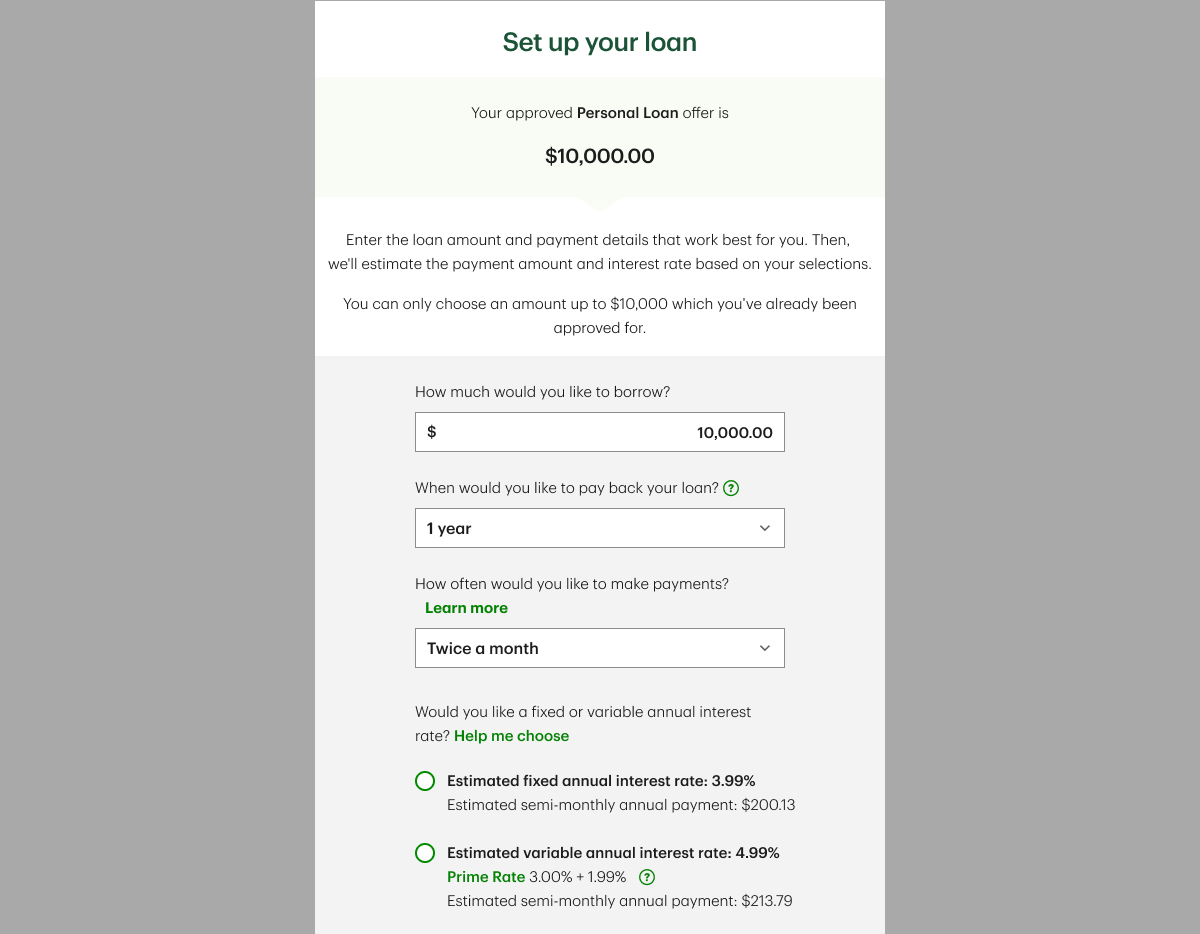 Set up your loan
Your approved Personal Loan offer is
$10,000.00
Enter the loan amount and payment details that work best for you. Then,
we'll estimate the payment amount and interest rate based on your selections.
You can only choose an amount up to $10,000 which you've already been
approved for.
How much would you like to borrow?
$ 10,000.00
When would you like to pay back your loan? ?
1 year
How often would you like to make payments?
Learn more
Twice a month
Would you like a fixed or variable annual interest
rate? Help me choose
Estimated fixed annual interest rate: 3.99%
Estimated semi-monthly annual payment: $200.13
Estimated variable annual interest rate: 4.99%
Prime Rate 3.00% + 1.99% ?
Estimated semi-monthly annual payment: $213.79